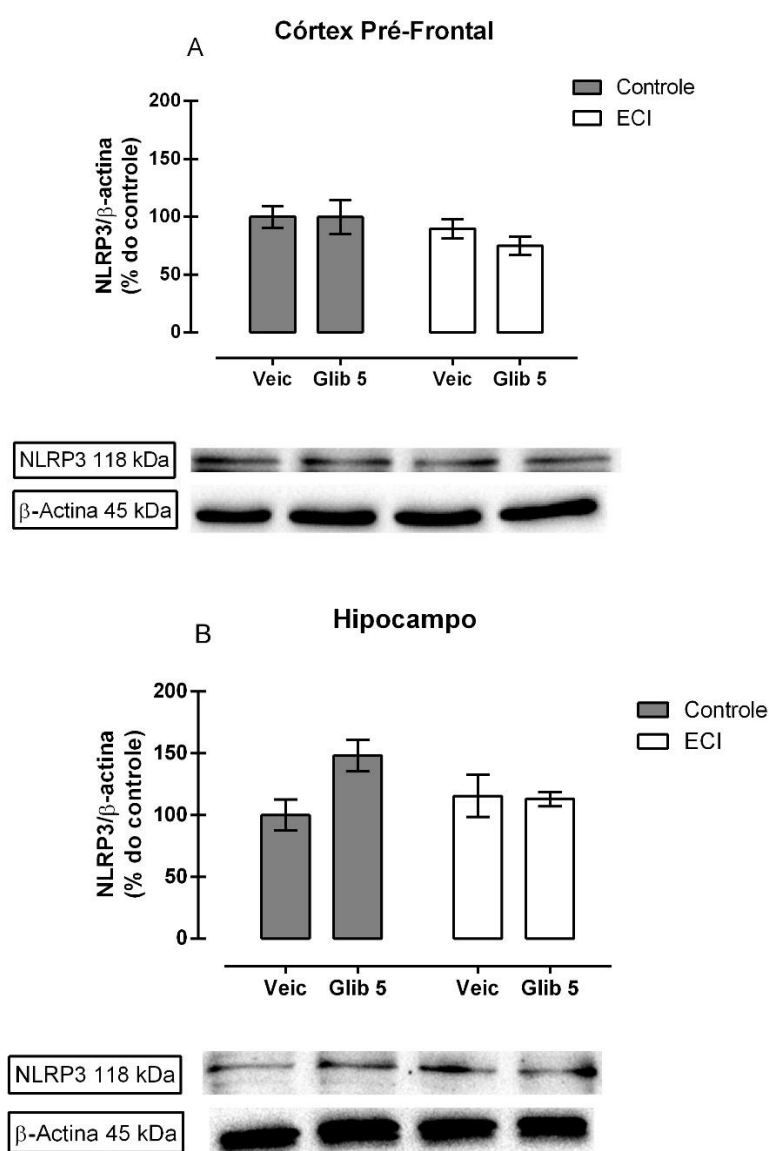 Córtex Pré-Frontal
A
Controle
ECI
NLRP3/β-actina
(% do controle)
200
150
100
50
0
Veic Glib 5 Veic Glib 5
NLRP3 118 kDa
β-Actina 45 kDa
Hipocampo
B
Controle
ECI
NLRP3/β-actina
(% do controle)
200
150
100
50
0
Veic Glib 5 Veic Glib 5
NLRP3 118 kDa
β-Actina 45 kDa